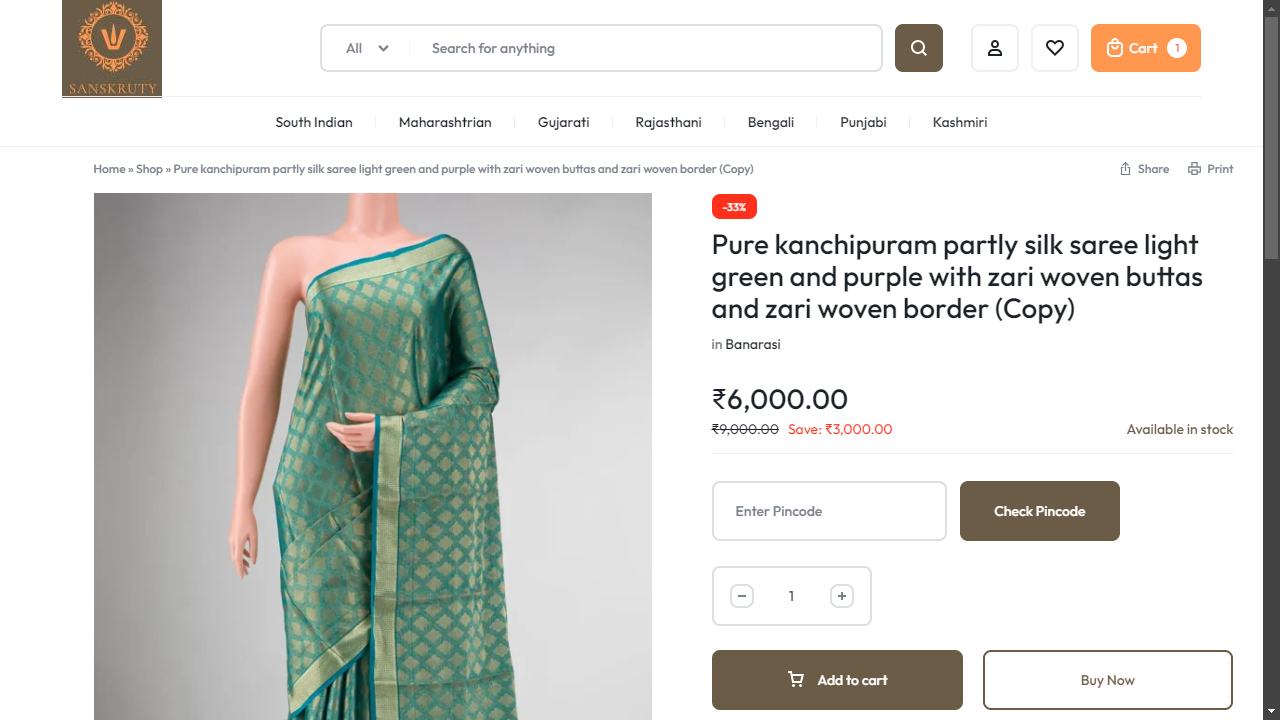 SANSKRUTY
All
Search for anything
Cart 1
South Indian
Maharashtrian
Gujarati
Rajasthani
Bengali
Punjabi
Kashmiri
Home » Shop » Pure kanchipuram partly silk saree light green and purple with zari woven buttas and zari woven border (Copy)
Share
Print
-33%
Pure kanchipuram partly silk saree light
green and purple with zari woven buttas
and zari woven border (Copy)
in Banarasi
₹6,000.00
₹9,000.00 Save: ₹3,000.00
Available in stock
Enter Pincode
Check Pincode
1
Add to cart
Buy Now